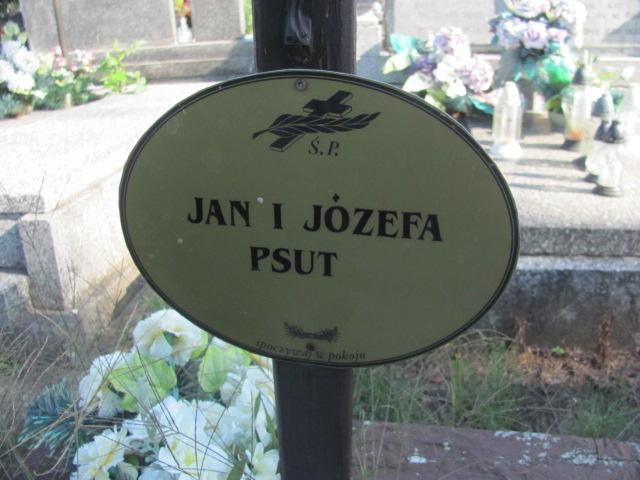 Ś.P.
JAN I JÓZEFA
PSUT
spoczywaj w pokoju